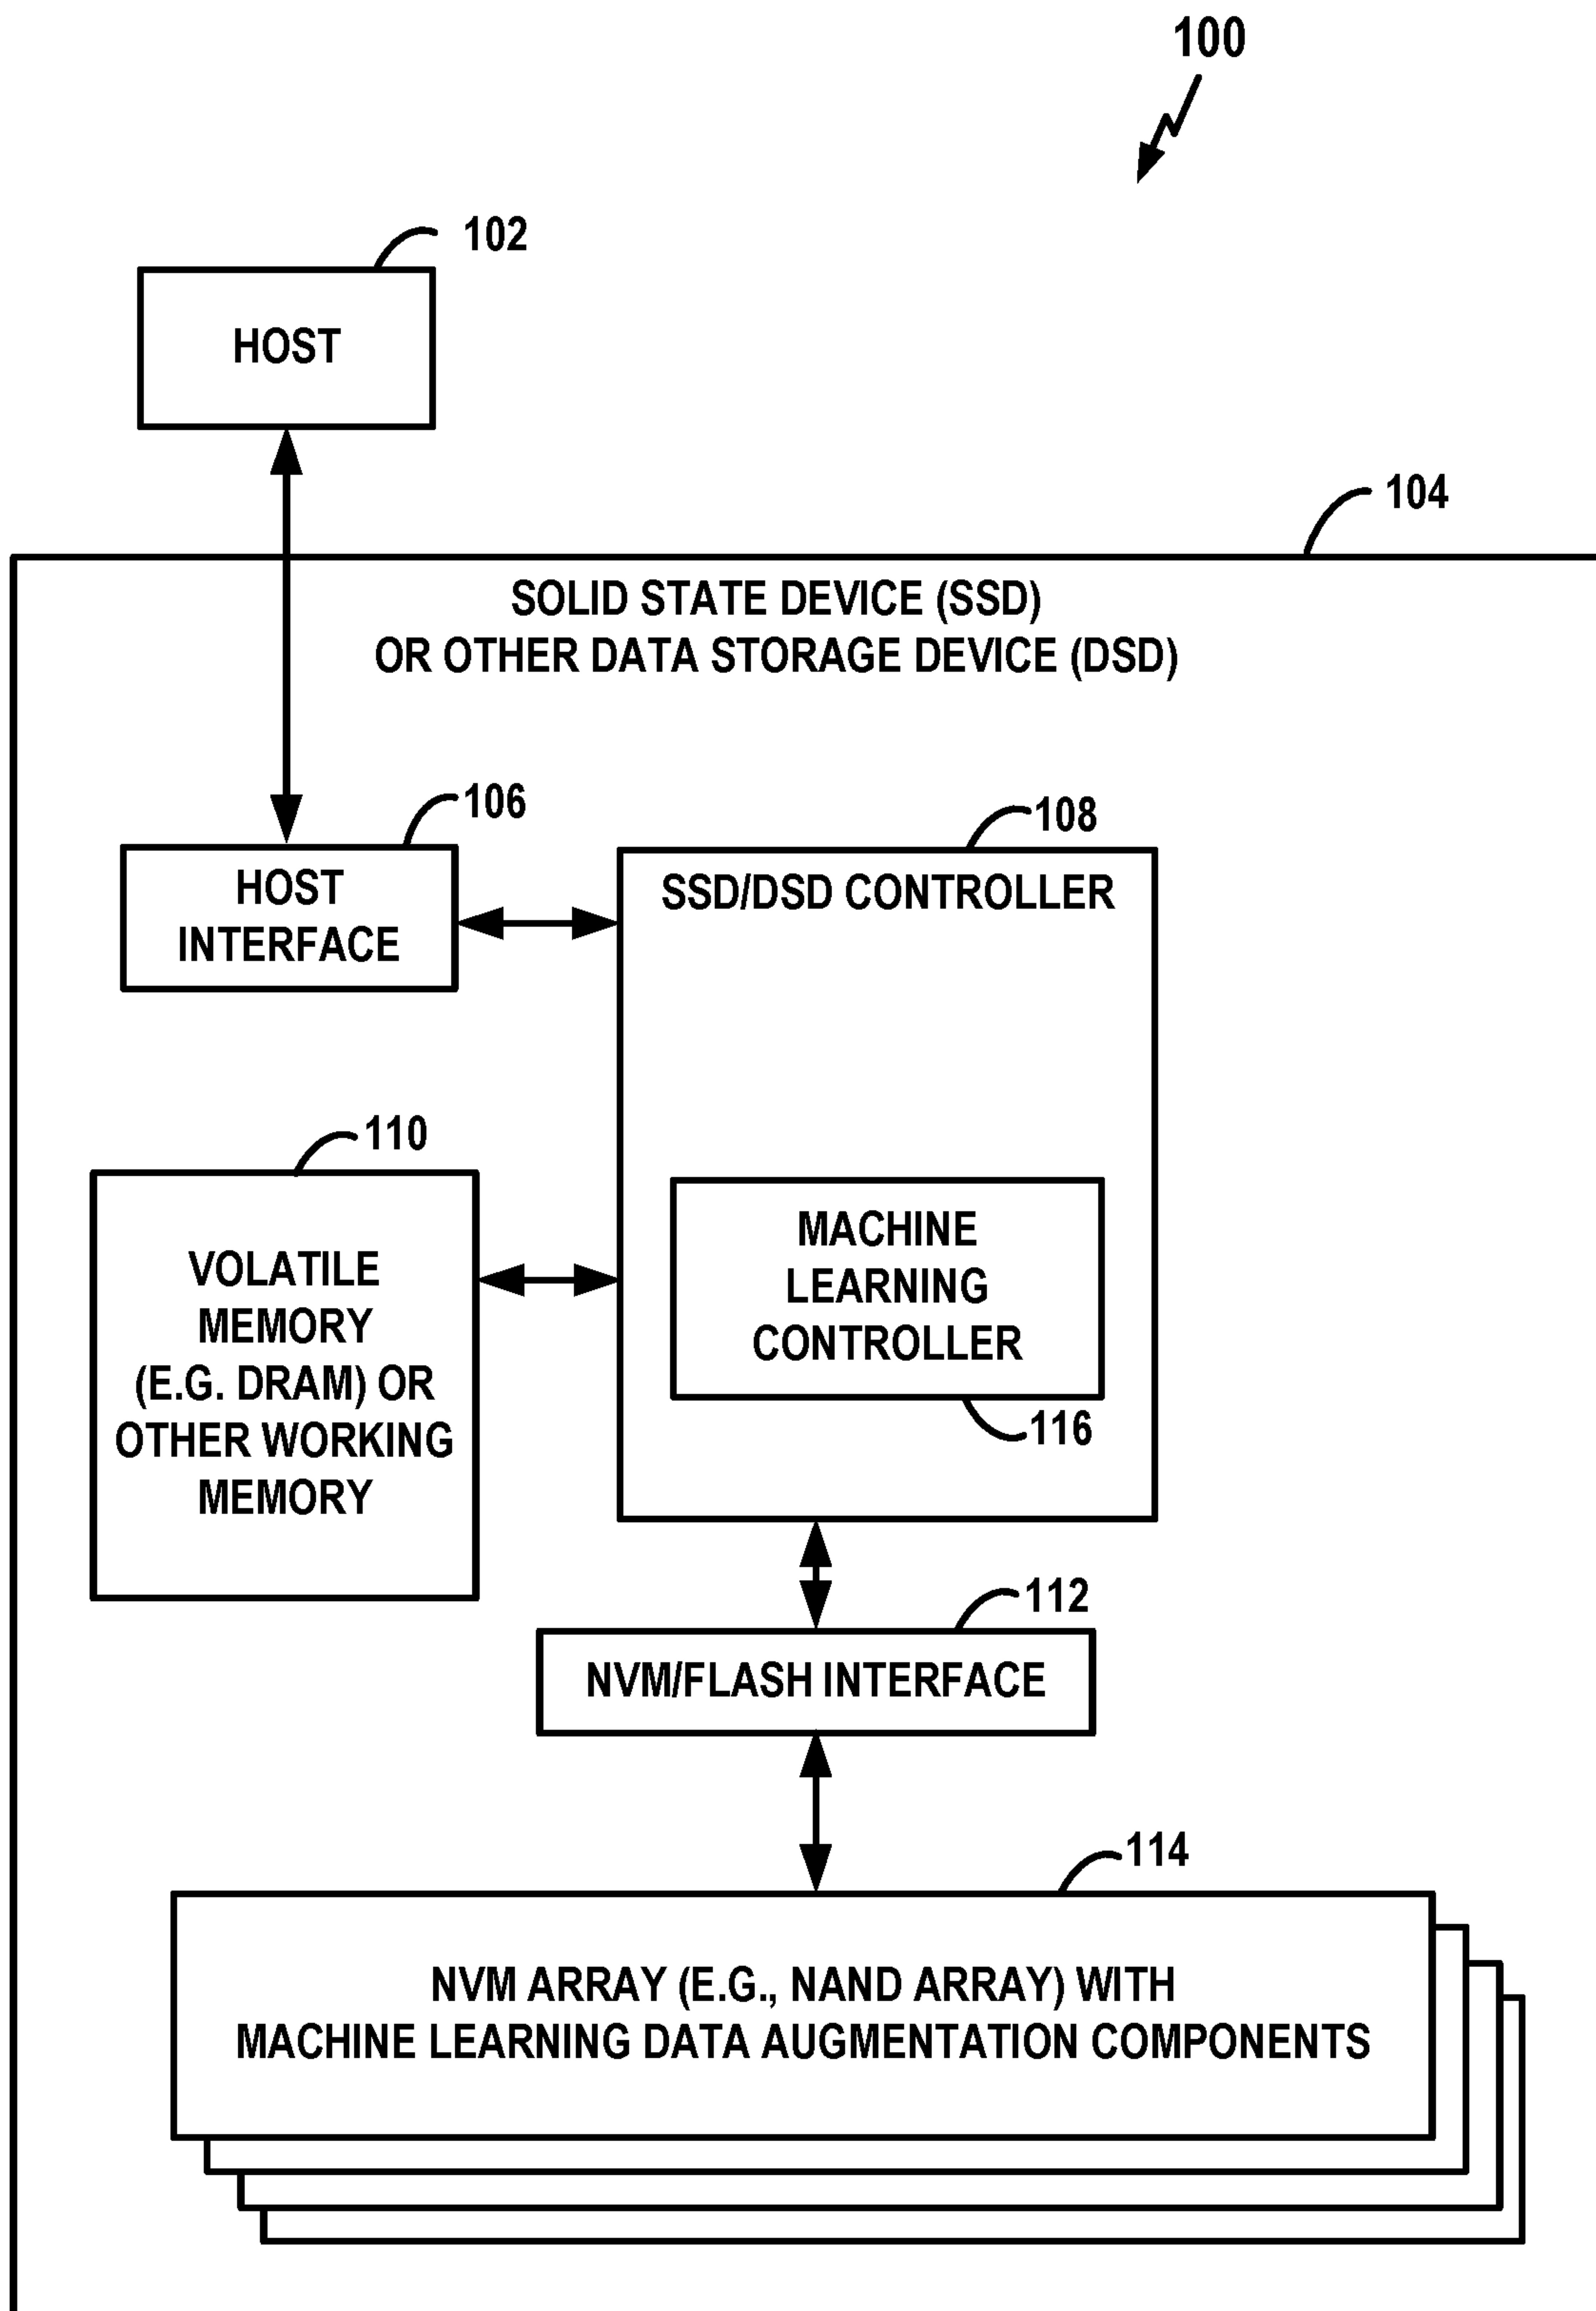 100
102
HOST
104
SOLID STATE DEVICE (SSD)
OR OTHER DATA STORAGE DEVICE (DSD)
106
HOST
INTERFACE
108
SSD/DSD CONTROLLER
110
VOLATILE
MEMORY
(E.G. DRAM) OR
OTHER WORKING
MEMORY
MACHINE
LEARNING
CONTROLLER
116
112
NVM/FLASH INTERFACE
114
NVM ARRAY (E.G., NAND ARRAY) WITH
MACHINE LEARNING DATA AUGMENTATION COMPONENTS